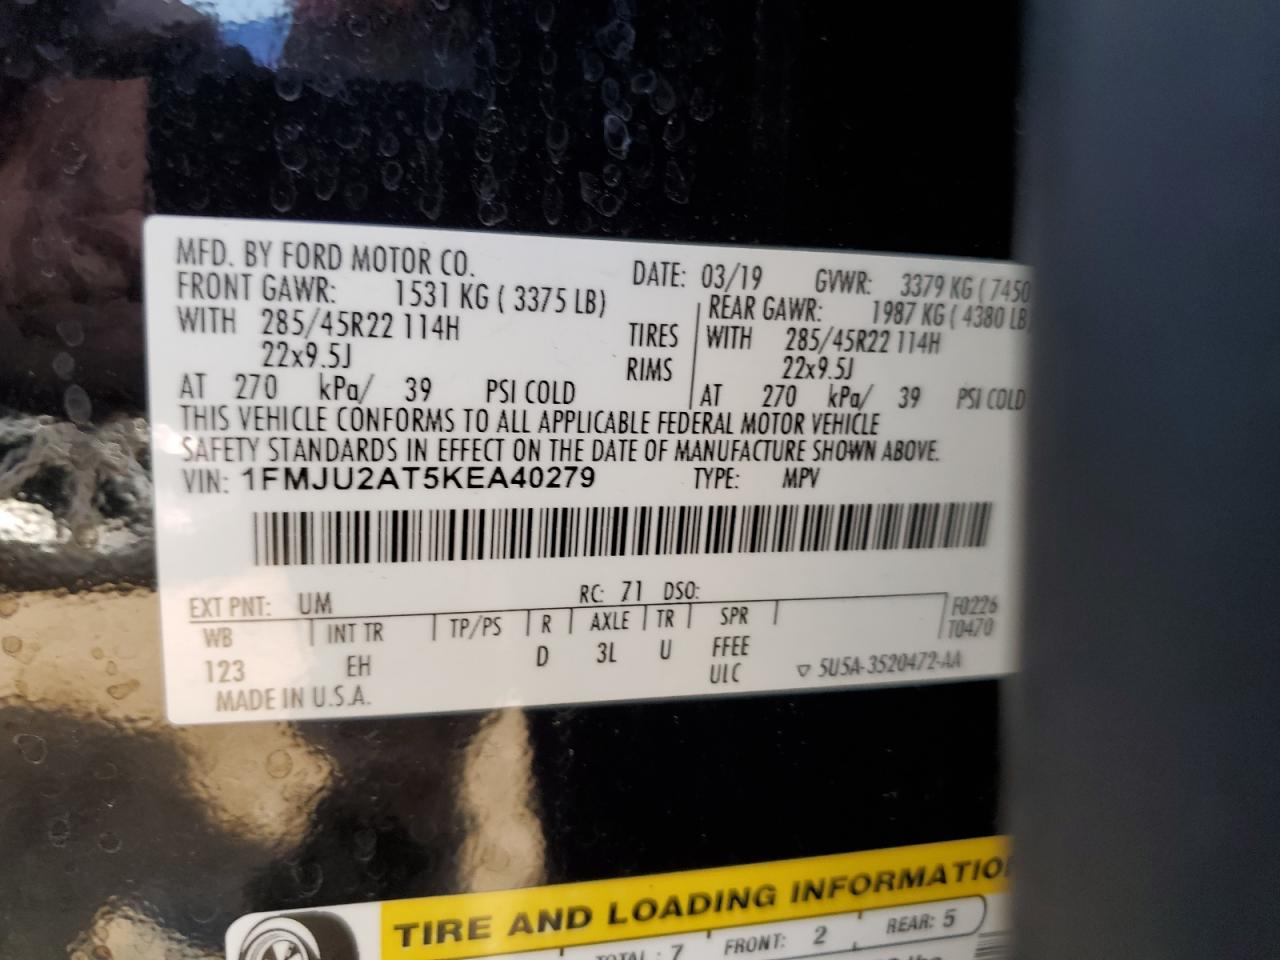 MFD. BY FORD MOTOR CO. DATE: 03/19 GVWR: 3379 KG ( 7450
FRONT GAWR: 1531 KG ( 3375 LB) REAR GAWR: 1987 KG ( 4380 LB
WITH 285/45R22 114H TIRES WITH 285/45R22 114H
22x9.5J RIMS 22x9.5J
AT 270 kPa/ 39 PSI COLD AT 270 kPa/ 39 PSI COLD
THIS VEHICLE CONFORMS TO ALL APPLICABLE FEDERAL MOTOR VEHICLE
SAFETY STANDARDS IN EFFECT ON THE DATE OF MANUFACTURE SHOWN ABOVE.
VIN: 1FMJU2AT5KEA40279 TYPE: MPV
EXT PNT: UM RC: 71 DSO:
WB INT TR TP/PS R AXLE TR SPR F0226
T0470
123 EH D 3L U FFEE
ULC 5U5A-3520472-AA
MADE IN U.S.A.
TIRE AND LOADING INFORMATIO
TOTAL : 7 FRONT: 2 REAR: 5